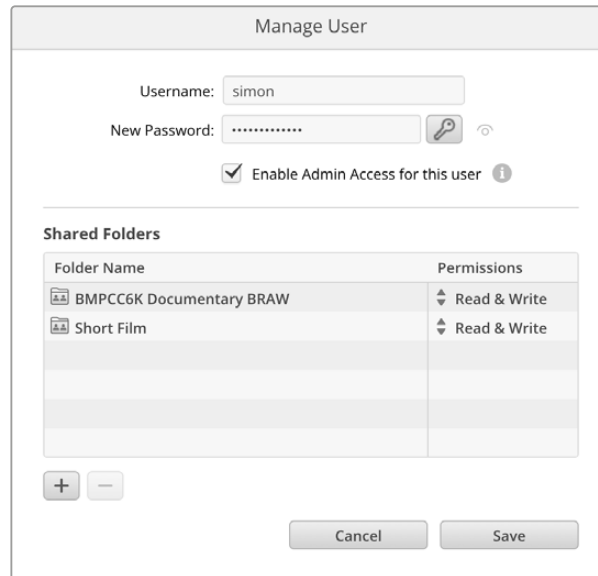 Manage User
Username: simon
New Password: •••••••••••••
Enable Admin Access for this user
Shared Folders
Folder Name Permissions
BMPCC6K Documentary BRAW Read & Write
Short Film Read & Write
Cancel Save